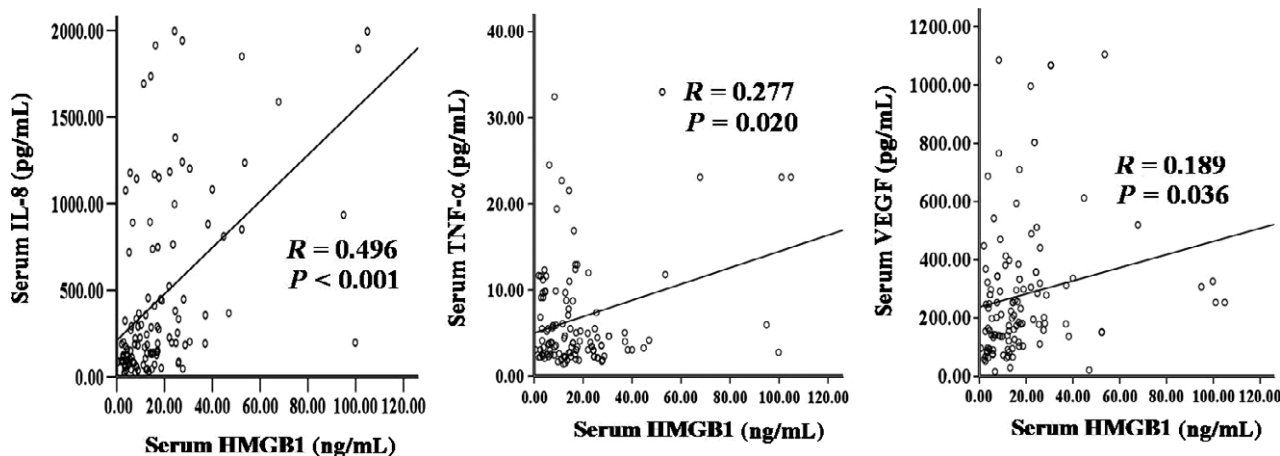 Serum IL-8 (pg/mL)
2000.00
1500.00
1000.00
500.00
0.00
R = 0.496
P < 0.001
0.00 20.00 40.00 60.00 80.00 100.00 120.00
Serum HMGB1 (ng/mL)
Serum TNF-α (pg/mL)
40.00
30.00
20.00
10.00
0.00
R = 0.277
P = 0.020
0.00 20.00 40.00 60.00 80.00 100.00 120.00
Serum HMGB1 (ng/mL)
Serum VEGF (pg/mL)
1200.00
1000.00
800.00
600.00
400.00
200.00
0.00
R = 0.189
P = 0.036
0.00 20.00 40.00 60.00 80.00 100.00 120.00
Serum HMGB1 (ng/mL)